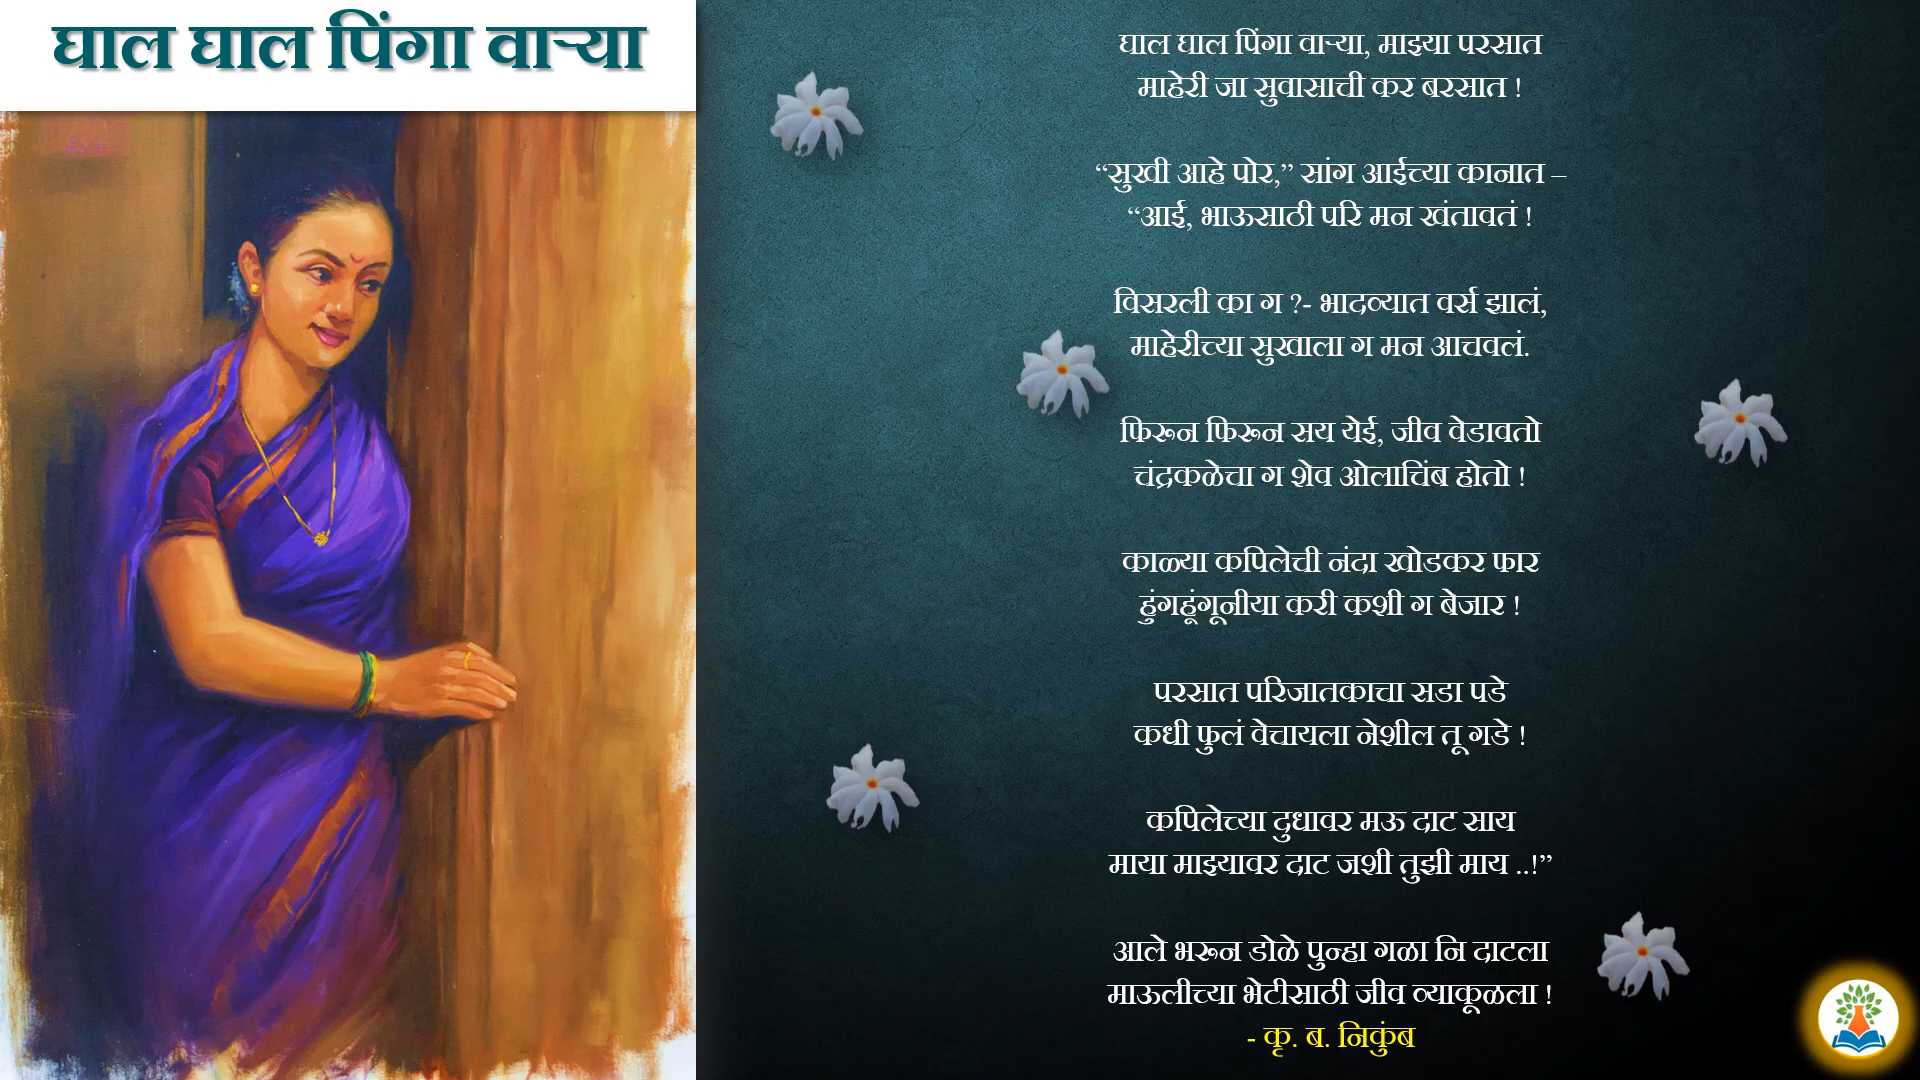 घाल घाल पिंगा वाऱ्या
घाल घाल पिंगा वाऱ्या, माझ्या परसात
माहेरी जा सुवासाची कर बरसात !
“सुखी आहे पोर,” सांग आईच्या कानात –
“आई, भाऊसाठी परि मन खंतावतं !
विसरली का ग ?- भादव्यात वर्स झालं,
माहेरीच्या सुखाला ग मन आचवलं.
फिरून फिरून सय येई, जीव वेडावतो
चंद्रकळेचा ग शेव ओलाचिंब होतो !
काळ्या कपिलेची नंदा खोडकर फार
हुंगहूंगूनीया करी कशी ग बेजार !
परसात परिजातकाचा सडा पडे
कधी फुलं वेचायला नेशील तू गडे !
कपिलेच्या दुधावर मऊ दाट साय
माया माझ्यावर दाट जशी तुझी माय ..!”
आले भरून डोळे पुन्हा गळा नि दाटला
माऊलीच्या भेटीसाठी जीव व्याकूळला !
- कृ. ब. निकुंब